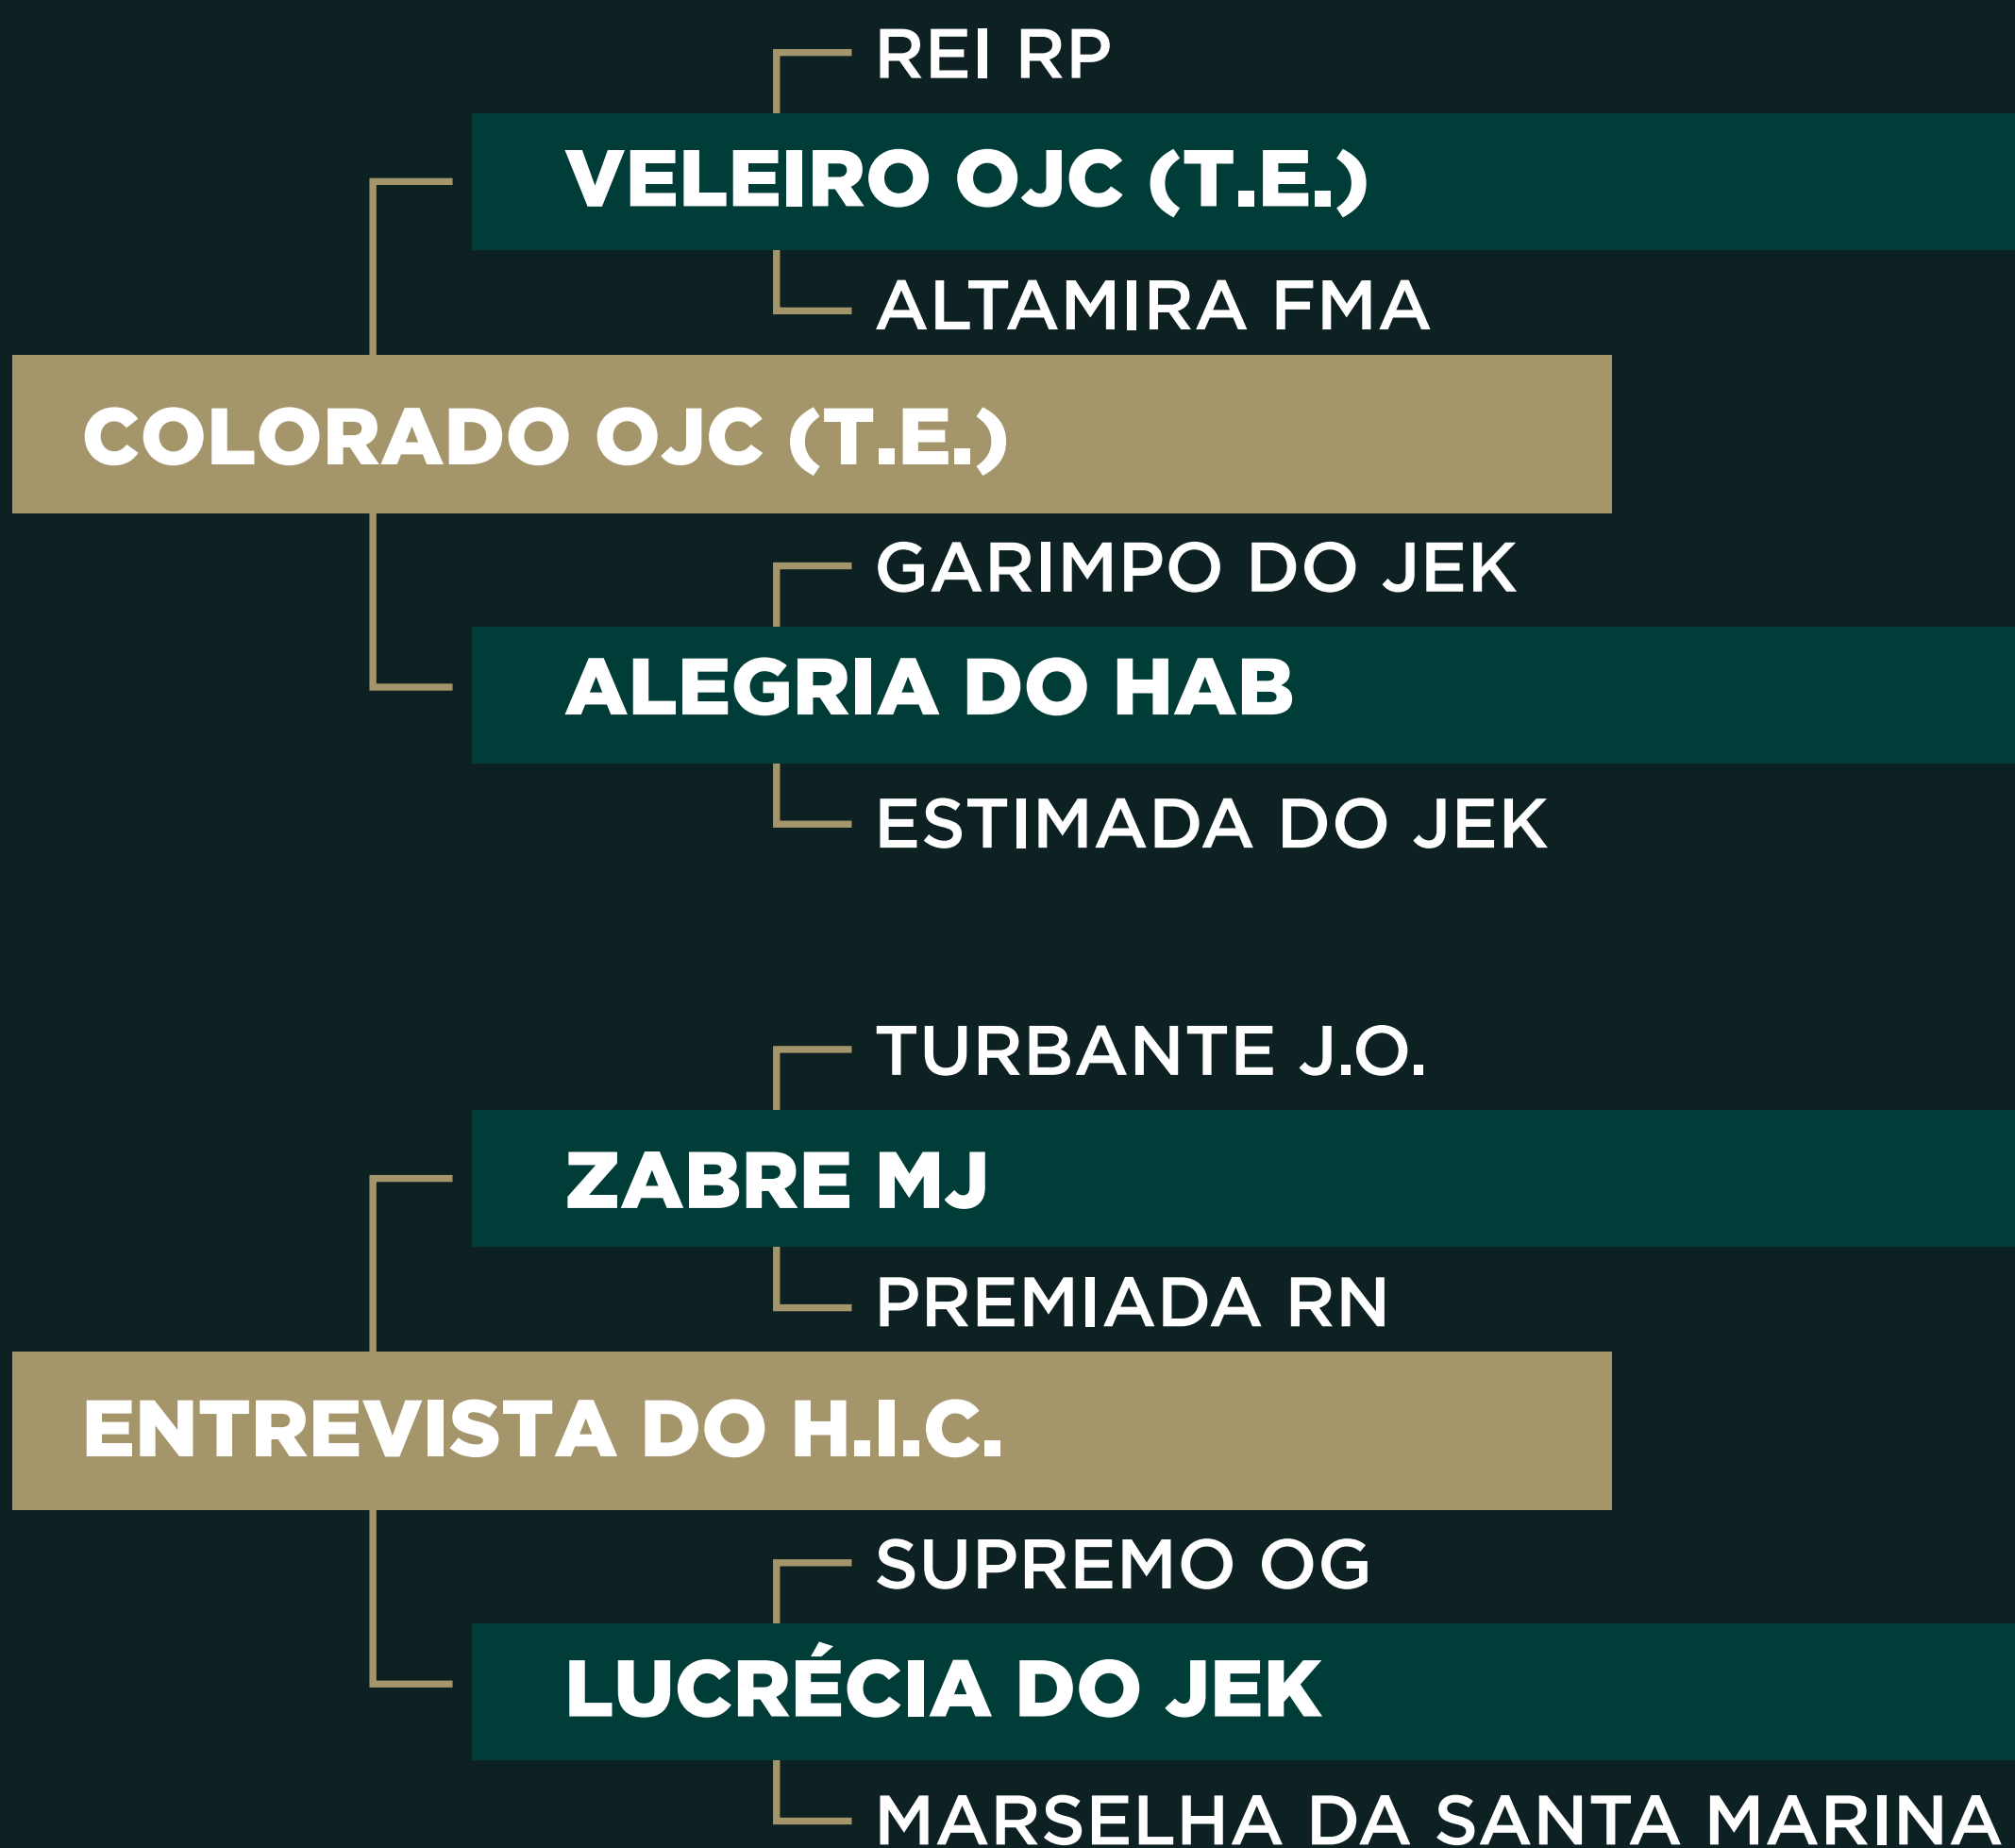 REI RP
VELEIRO OJC (T.E.)
ALTAMIRA FMA
COLORADO OJC (T.E.)
GARIMPO DO JEK
ALEGRIA DO HAB
ESTIMADA DO JEK
TURBANTE J.O.
ZABRE MJ
PREMIADA RN
ENTREVISTA DO H.I.C.
SUPREMO OG
LUCRÉCIA DO JEK
MARSELHA DA SANTA MARINA